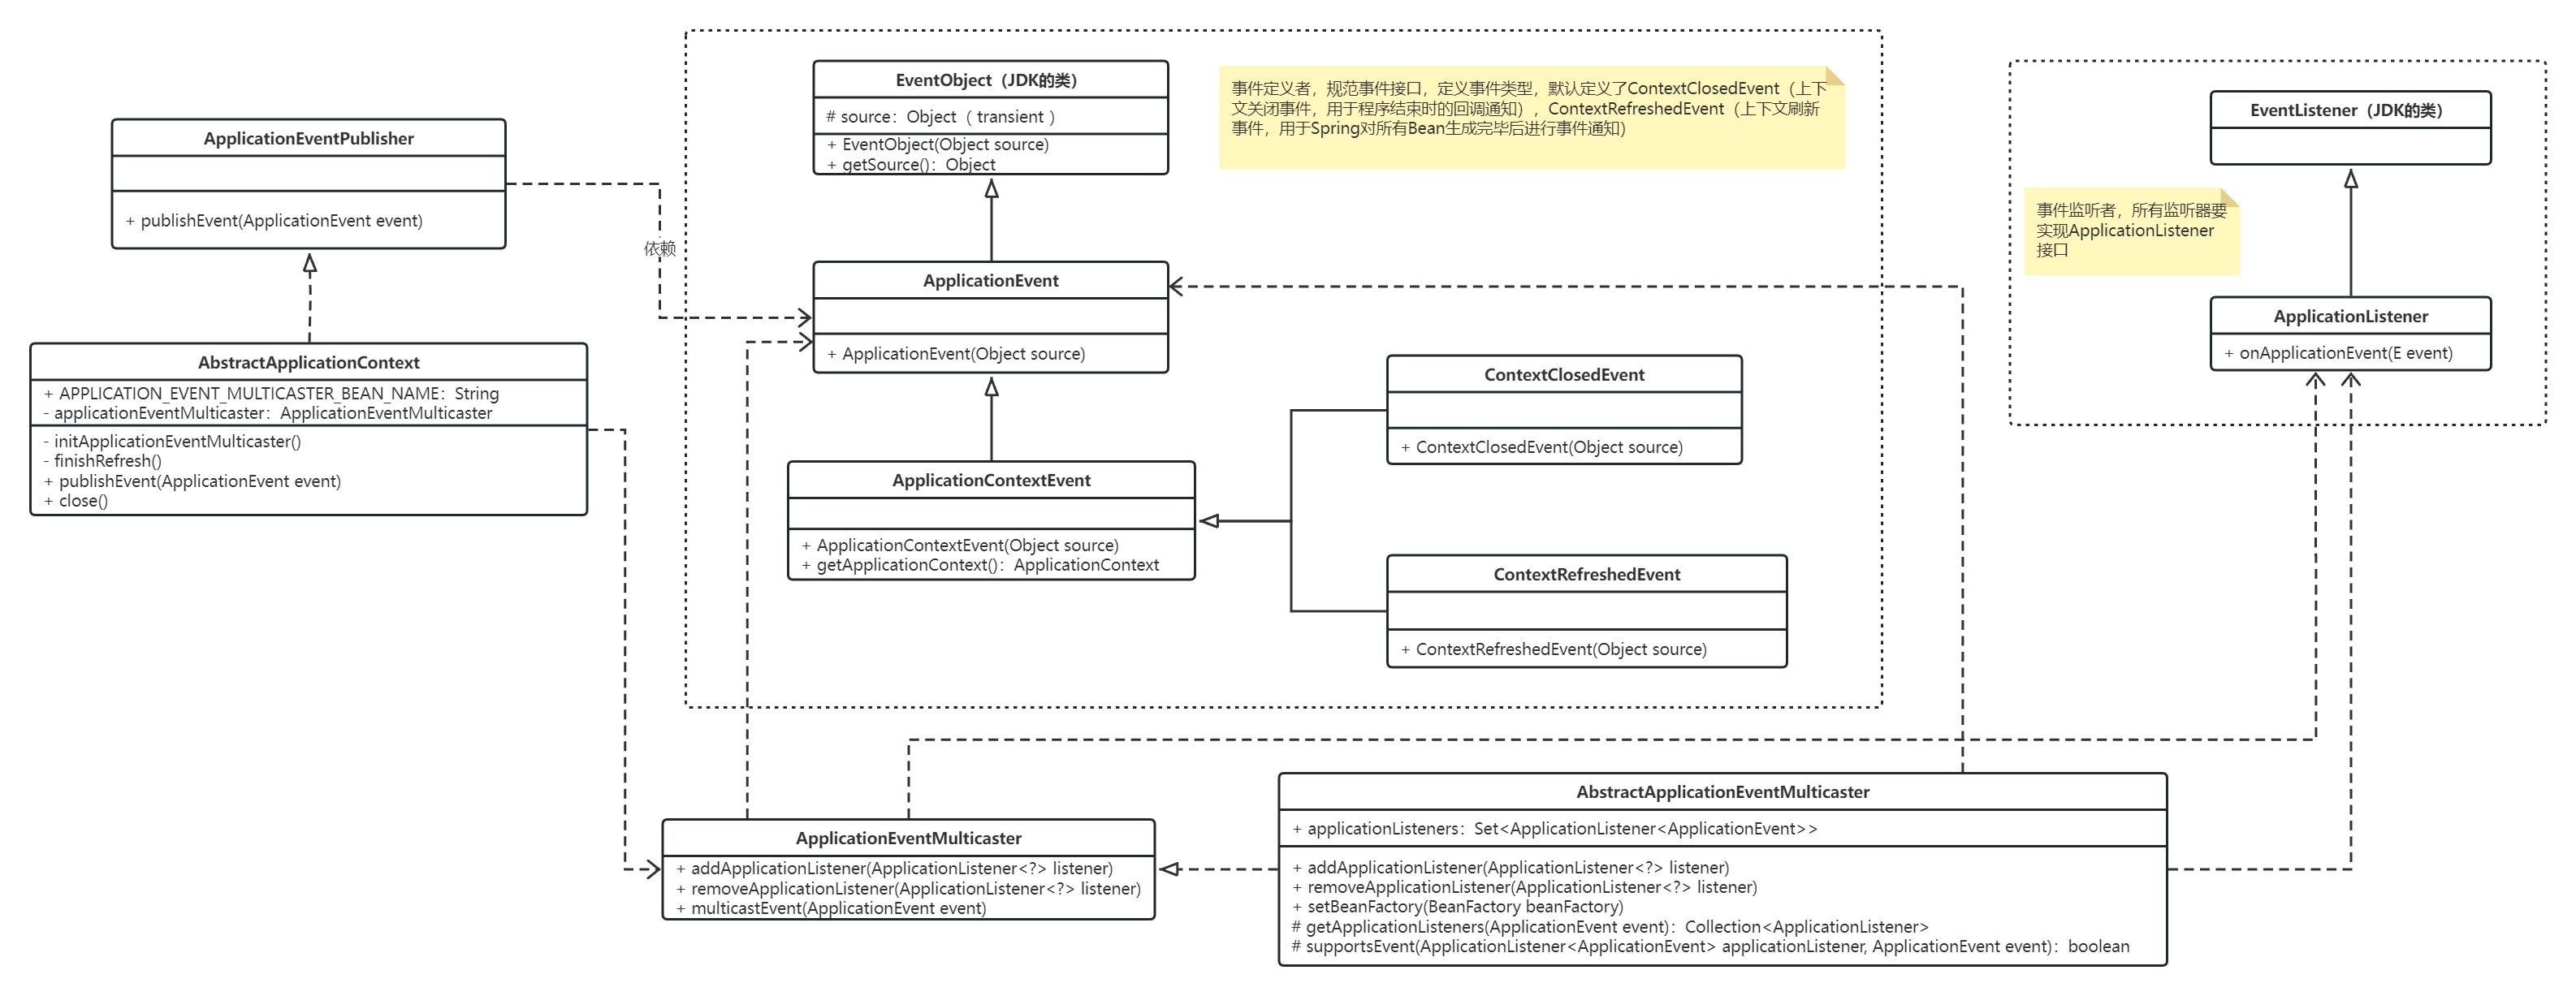 ApplicationEventPublisher
+ publishEvent(ApplicationEvent event)
AbstractApplicationContext
+ APPLICATION_EVENT_MULTICASTER_BEAN_NAME：String
- applicationEventMulticaster：ApplicationEventMulticaster
- initApplicationEventMulticaster()
- finishRefresh()
+ publishEvent(ApplicationEvent event)
+ close()
依赖
EventObject（JDK的类）
# source：Object（transient）
+ EventObject(Object source)
+ getSource()：Object
事件定义者，规范事件接口，定义事件类型，默认定义了ContextClosedEvent（上下
文关闭事件，用于程序结束时的回调通知），ContextRefreshedEvent（上下文刷新
事件，用于Spring对所有Bean生成完毕后进行事件通知)
ApplicationEvent
+ ApplicationEvent(Object source)
ApplicationContextEvent
+ ApplicationContextEvent(Object source)
+ getApplicationContext()：ApplicationContext
ContextClosedEvent
+ ContextClosedEvent(Object source)
ContextRefreshedEvent
+ ContextRefreshedEvent(Object source)
EventListener（JDK的类）
事件监听者，所有监听器要
实现ApplicationListener
接口
ApplicationListener
+ onApplicationEvent(E event)
ApplicationEventMulticaster
+ addApplicationListener(ApplicationListener<?> listener)
+ removeApplicationListener(ApplicationListener<?> listener)
+ multicastEvent(ApplicationEvent event)
AbstractApplicationEventMulticaster
+ applicationListeners：Set<ApplicationListener<ApplicationEvent>>
+ addApplicationListener(ApplicationListener<?> listener)
+ removeApplicationListener(ApplicationListener<?> listener)
+ setBeanFactory(BeanFactory beanFactory)
# getApplicationListeners(ApplicationEvent event)：Collection<ApplicationListener>
# supportsEvent(ApplicationListener<ApplicationEvent> applicationListener, ApplicationEvent event)：boolean